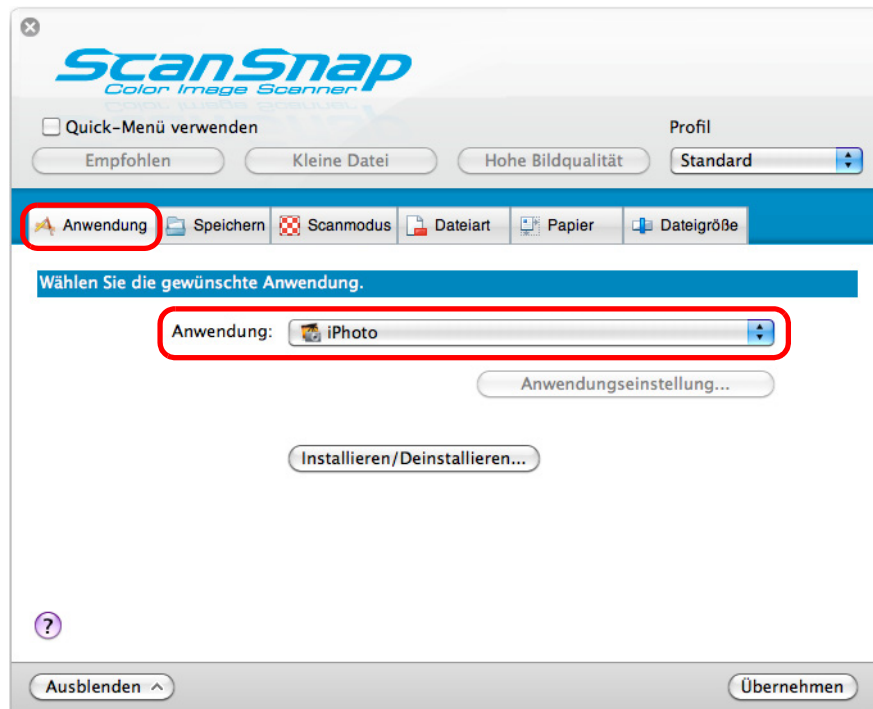 ScanSnap
Color Image Scanner
Quick-Menü verwenden
Profil
Empfohlen Kleine Datei Hohe Bildqualität Standard
Anwendung Speichern Scanmodus Dateiart Papier Dateigröße
Wählen Sie die gewünschte Anwendung.
Anwendung: iPhoto
Anwendungseinstellung...
Installieren/Deinstallieren...
?
Ausblenden Übernehmen